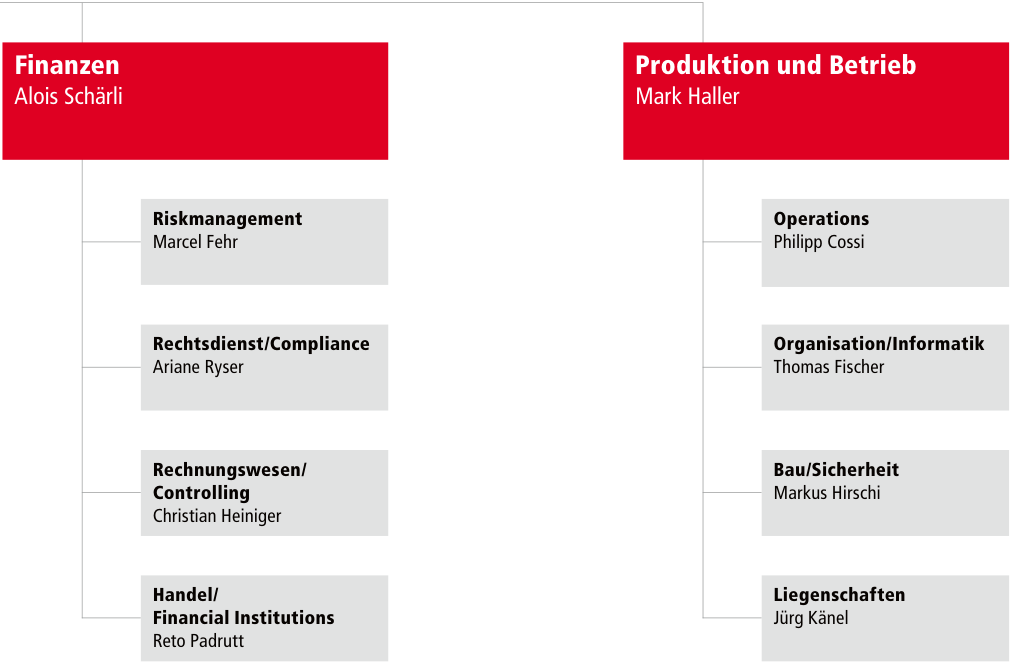 Finanzen
Alois Schärli
Riskmanagement
Marcel Fehr
Rechtsdienst/Compliance
Ariane Ryser
Rechnungswesen/
Controlling
Christian Heiniger
Handel/
Financial Institutions
Reto Padrutt
Produktion und Betrieb
Mark Haller
Operations
Philipp Cossi
Organisation/Informatik
Thomas Fischer
Bau/Sicherheit
Markus Hirschi
Liegenschaften
Jürg Känel